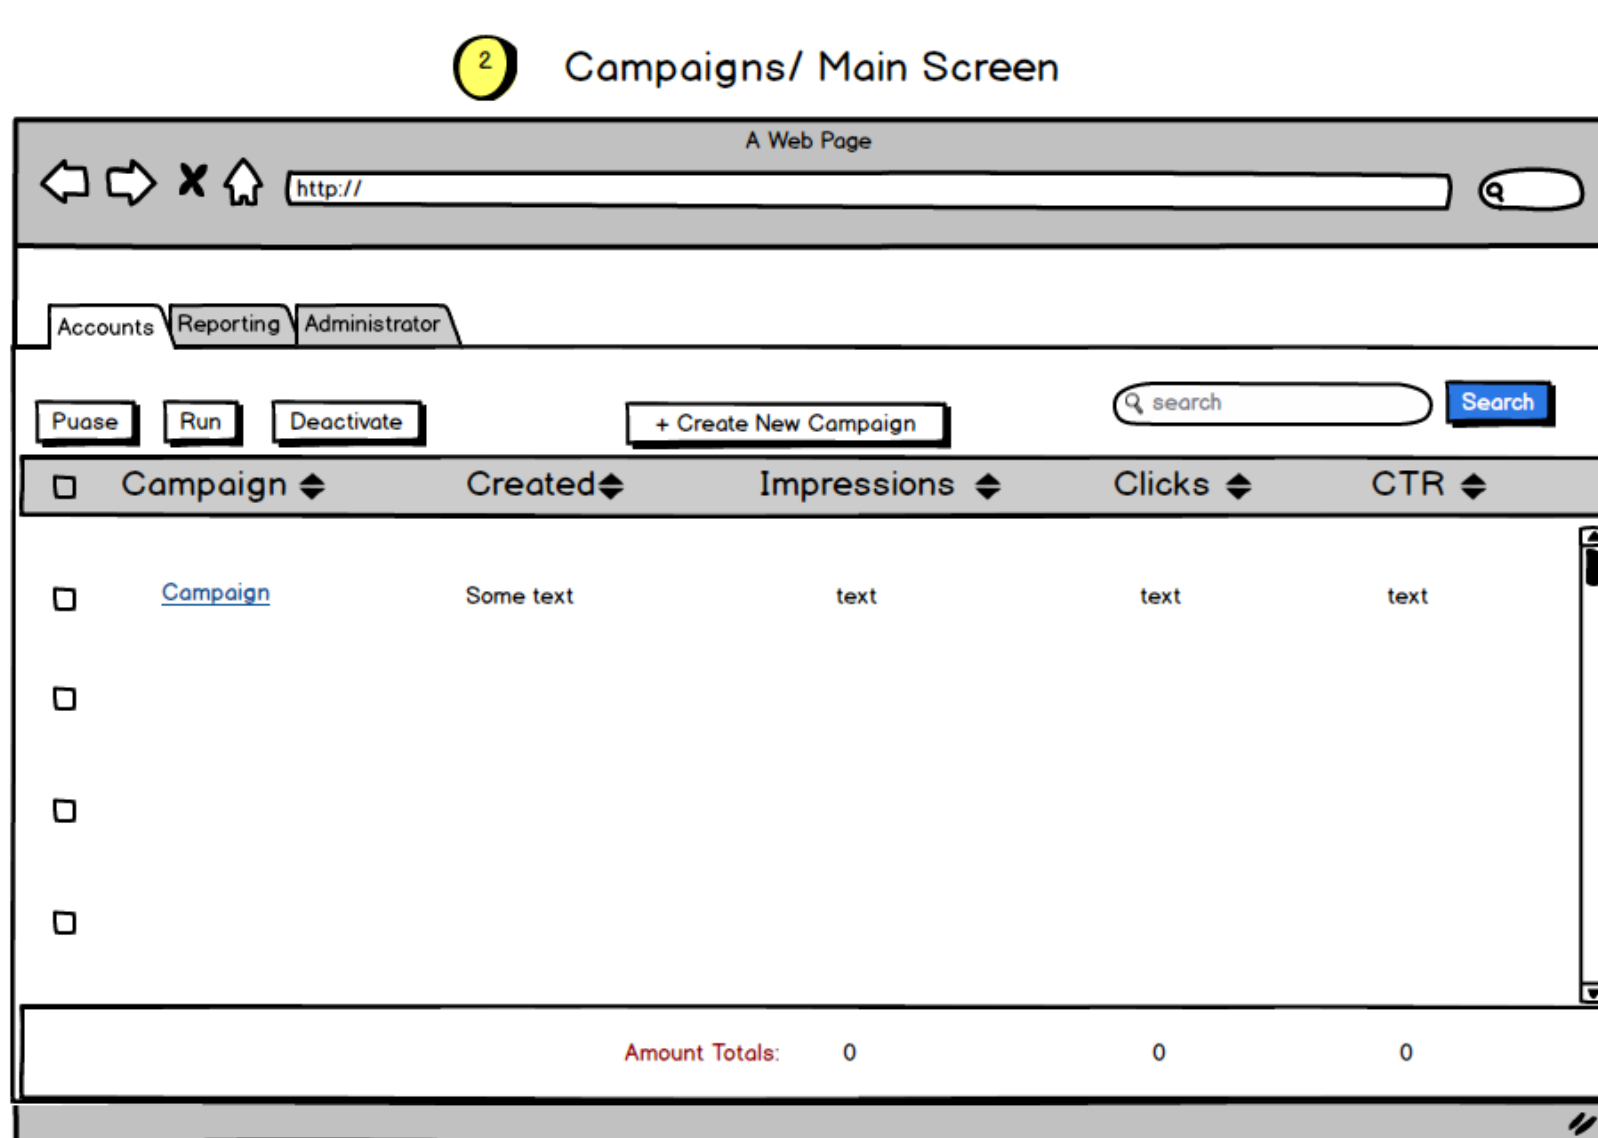 2 Campaigns/ Main Screen
A Web Page
http://
Accounts Reporting Administrator
Puase Run Deactivate + Create New Campaign search Search
Campaign Created Impressions Clicks CTR
Campaign Some text text text text
Amount Totals: 0 0 0